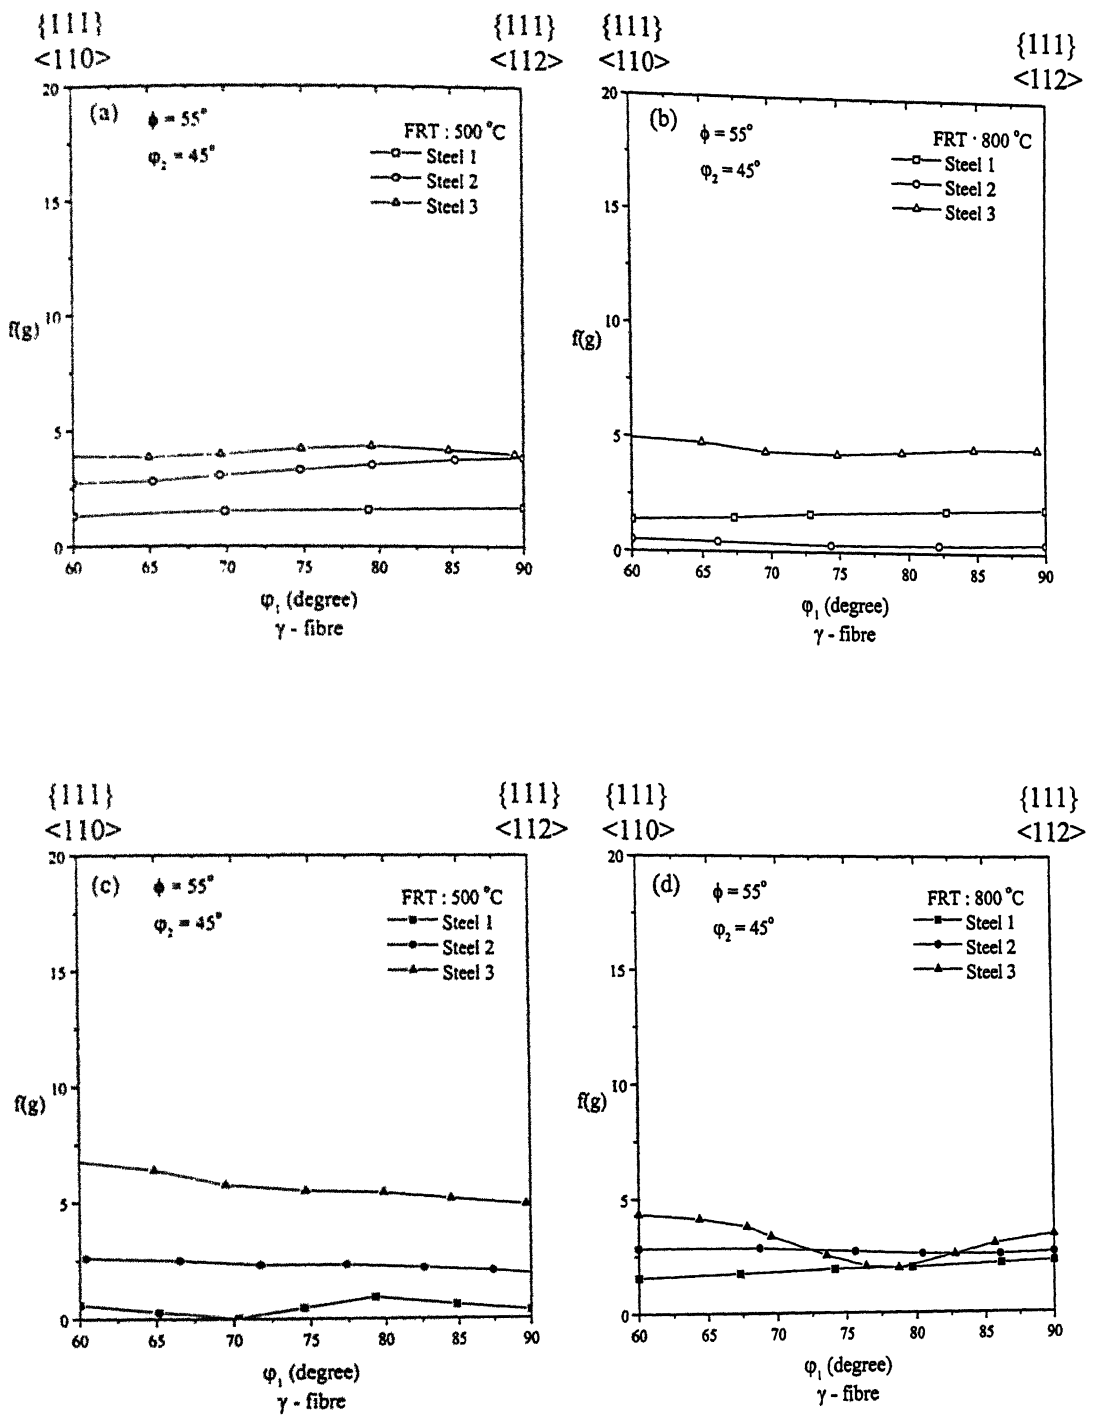 {111}
<110>
{111}
<112>
20
15
10
5
0
f(g)
(a)
ϕ = 55°
φ₂ = 45°
FRT : 500 °C
Steel 1
Steel 2
Steel 3
60 65 70 75 80 85 90
φ₁ (degree)
γ - fibre
{111}
<110>
{111}
<112>
20
15
10
5
0
f(g)
(b)
ϕ = 55°
φ₂ = 45°
FRT · 800 °C
Steel 1
Steel 2
Steel 3
60 65 70 75 80 85 90
φ₁ (degree)
γ - fibre
{111}
<110>
{111}
<112>
20
15
10
5
0
f(g)
(c)
ϕ = 55°
φ₂ = 45°
FRT : 500 °C
Steel 1
Steel 2
Steel 3
60 65 70 75 80 85 90
φ₁ (degree)
γ - fibre
{111}
<110>
{111}
<112>
20
15
10
5
0
f(g)
(d)
ϕ = 55°
φ₂ = 45°
FRT : 800 °C
Steel 1
Steel 2
Steel 3
60 65 70 75 80 85 90
φ₁ (degree)
γ - fibre